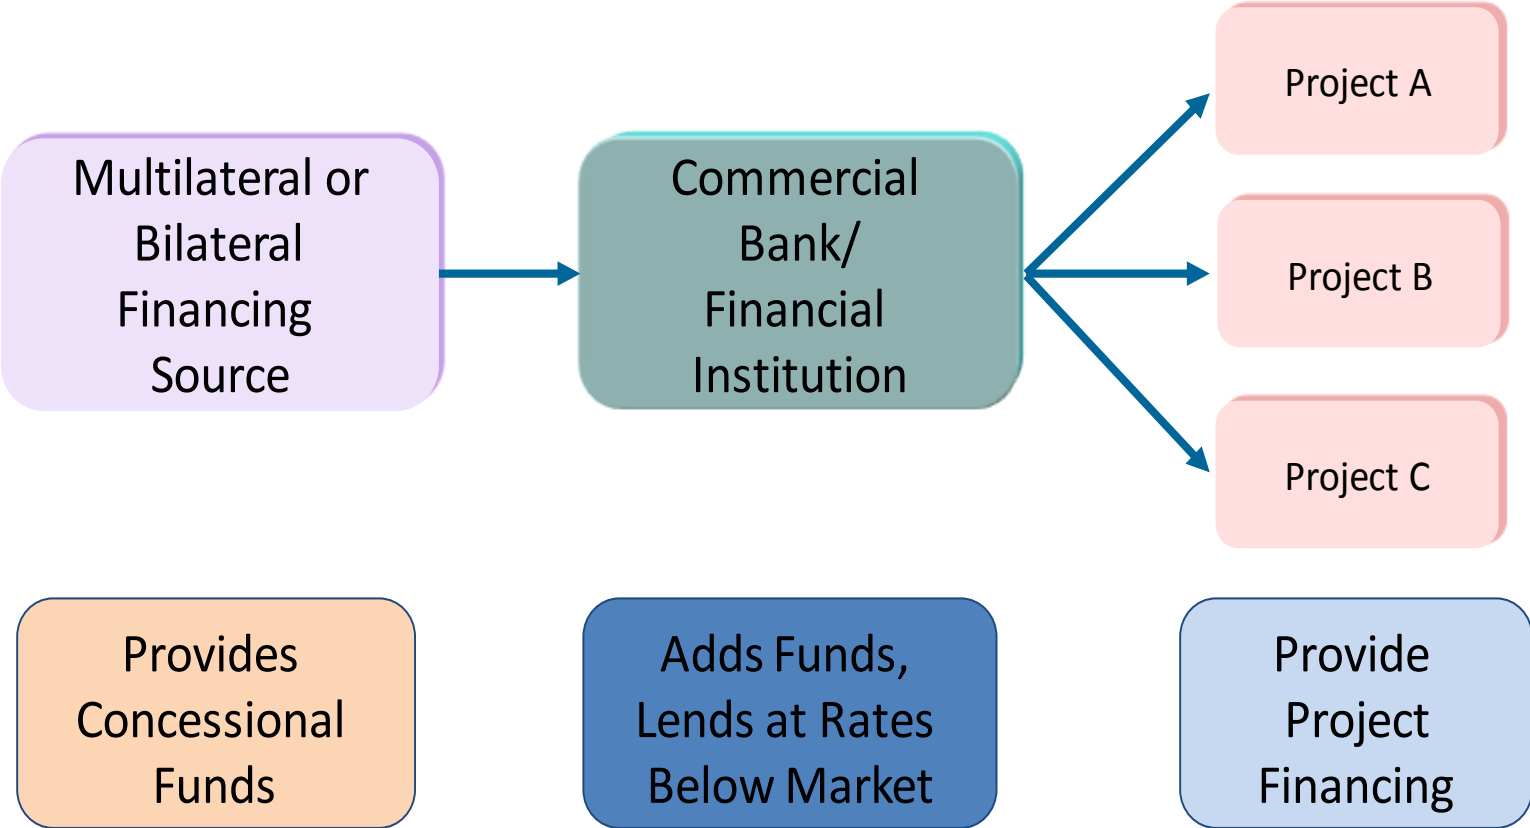 Multilateral or
Bilateral
Financing
Source
Commercial
Bank/
Financial
Institution
Project A
Project B
Project C
Provides
Concessional
Funds
Adds Funds,
Lends at Rates
Below Market
Provide
Project
Financing